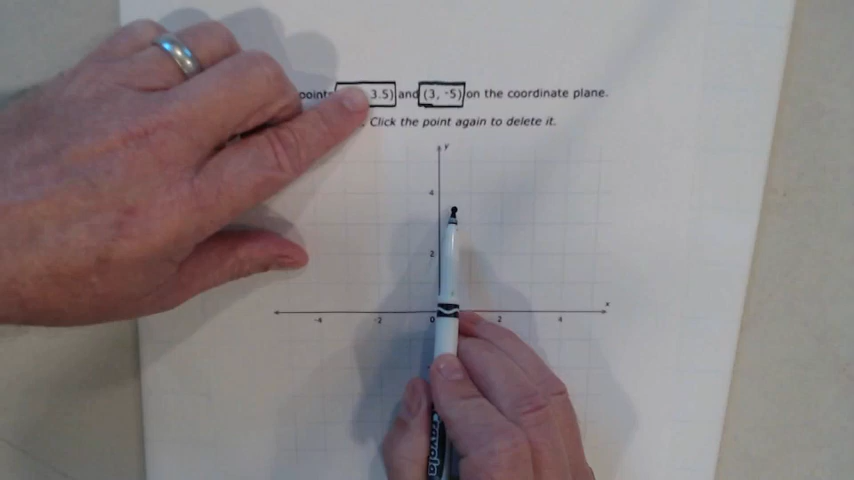 points 3.5) and (3, -5) on the coordinate plane.
Click the point again to delete it.
y
4
2
x
-4 -2 0 2 4
Crayola